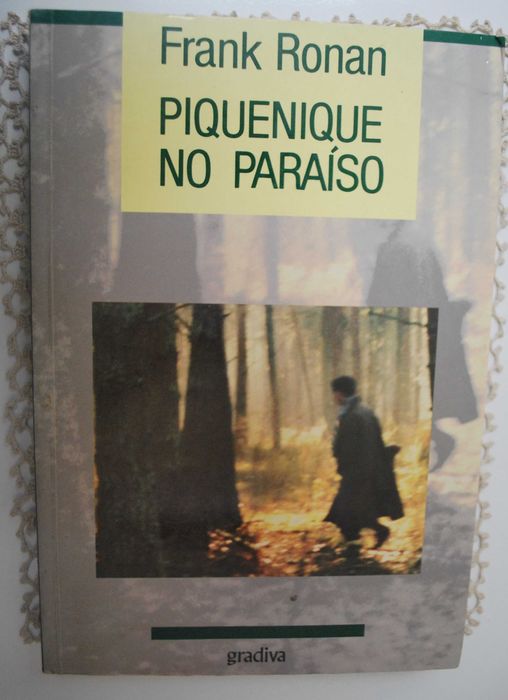 Frank Ronan
PIQUENIQUE
NO PARAÍSO
gradiva